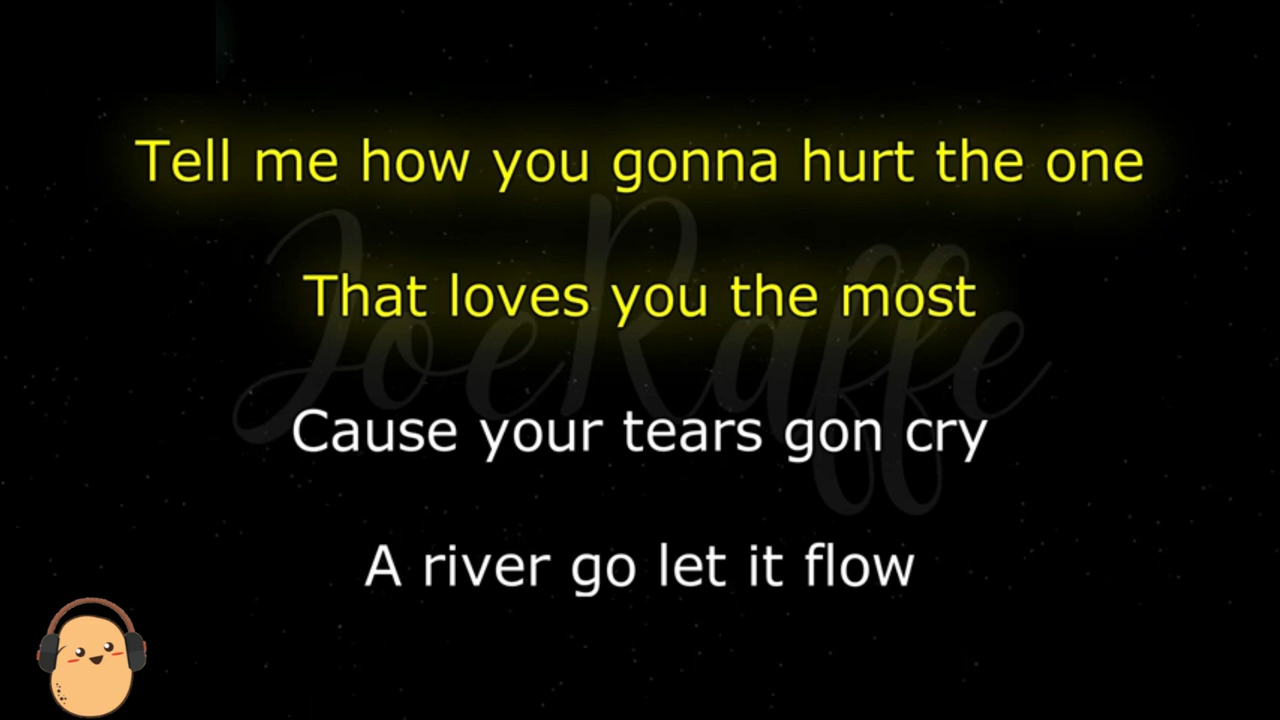 Tell me how you gonna hurt the one
That loves you the most
JoeRaffe
Cause your tears gon cry
A river go let it flow